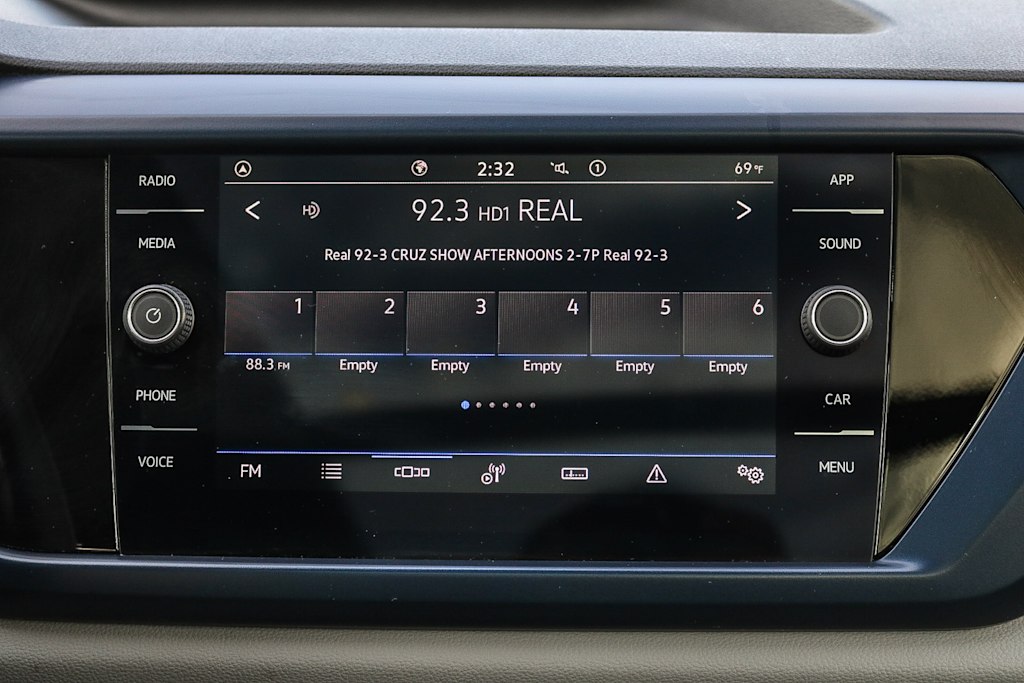 RADIO
MEDIA
PHONE
VOICE
2:32
1
69°F
92.3 HD1 REAL
Real 92-3 CRUZ SHOW AFTERNOONS 2-7P Real 92-3
1 2 3 4 5 6
88.3 FM Empty Empty Empty Empty Empty
FM
APP
SOUND
CAR
MENU